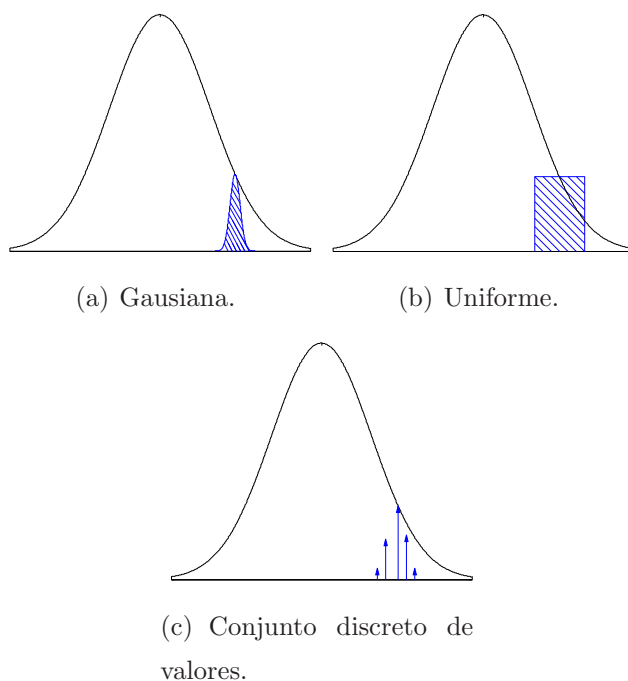 (a) Gausiana.
(b) Uniforme.
(c) Conjunto discreto de
valores.